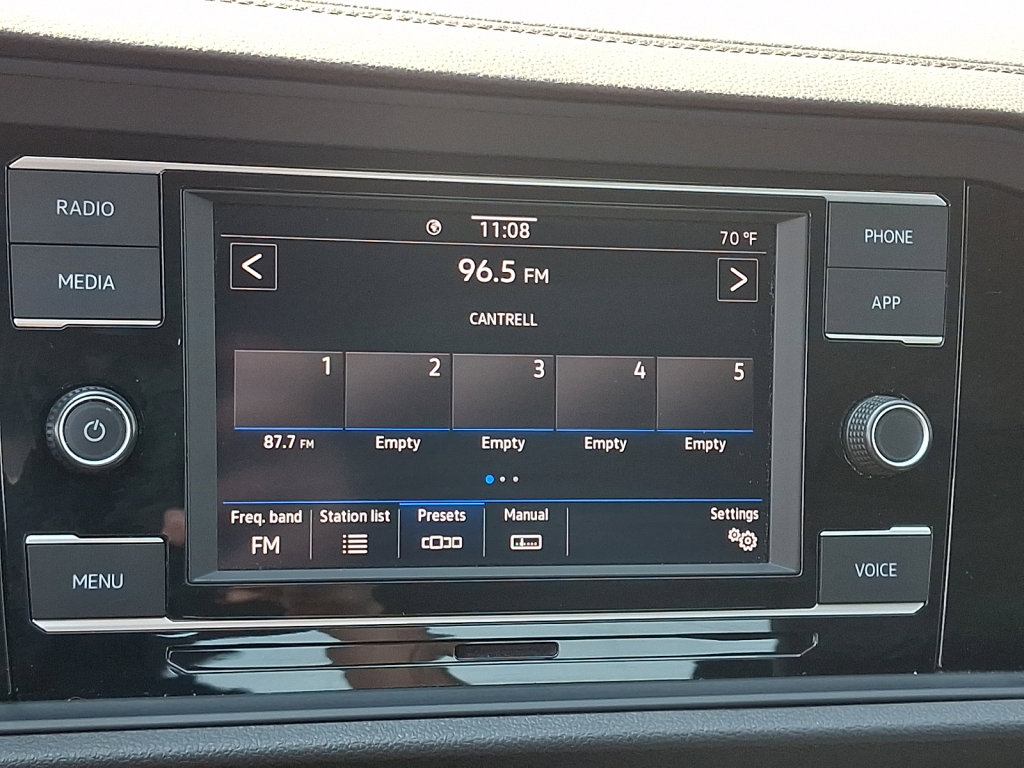 RADIO
MEDIA
MENU
11:08
70 °F
<
96.5 FM
>
CANTRELL
1 2 3 4 5
87.7 FM Empty Empty Empty Empty
Freq. band Station list Presets Manual Settings
FM
PHONE
APP
VOICE